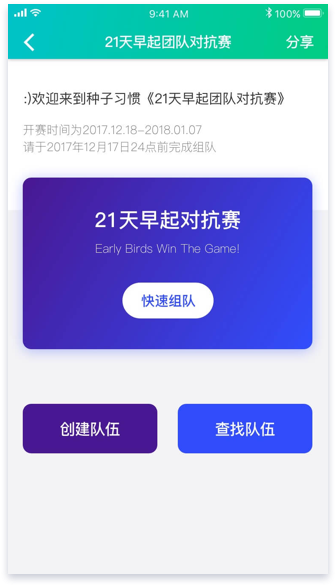 9:41 AM
100%
21天早起团队对抗赛
分享
:)欢迎来到种子习惯《21天早起团队对抗赛》
开赛时间为2017.12.18-2018.01.07
请于2017年12月17日24点前完成组队
21天早起对抗赛
Early Birds Win The Game!
快速组队
创建队伍
查找队伍